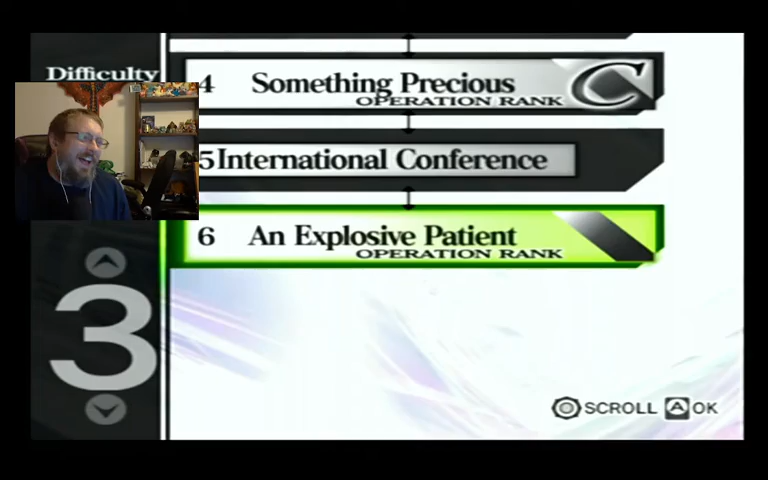 Difficulty
4 Something Precious
OPERATION RANK C
5 International Conference
6 An Explosive Patient
OPERATION RANK
3
SCROLL A OK